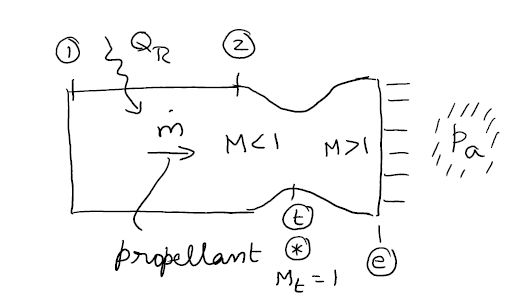 ① Q_R ②
ṁ M<1 M>1 p_a
ⓣ
propellant ⊛ ⓔ
M_t = 1